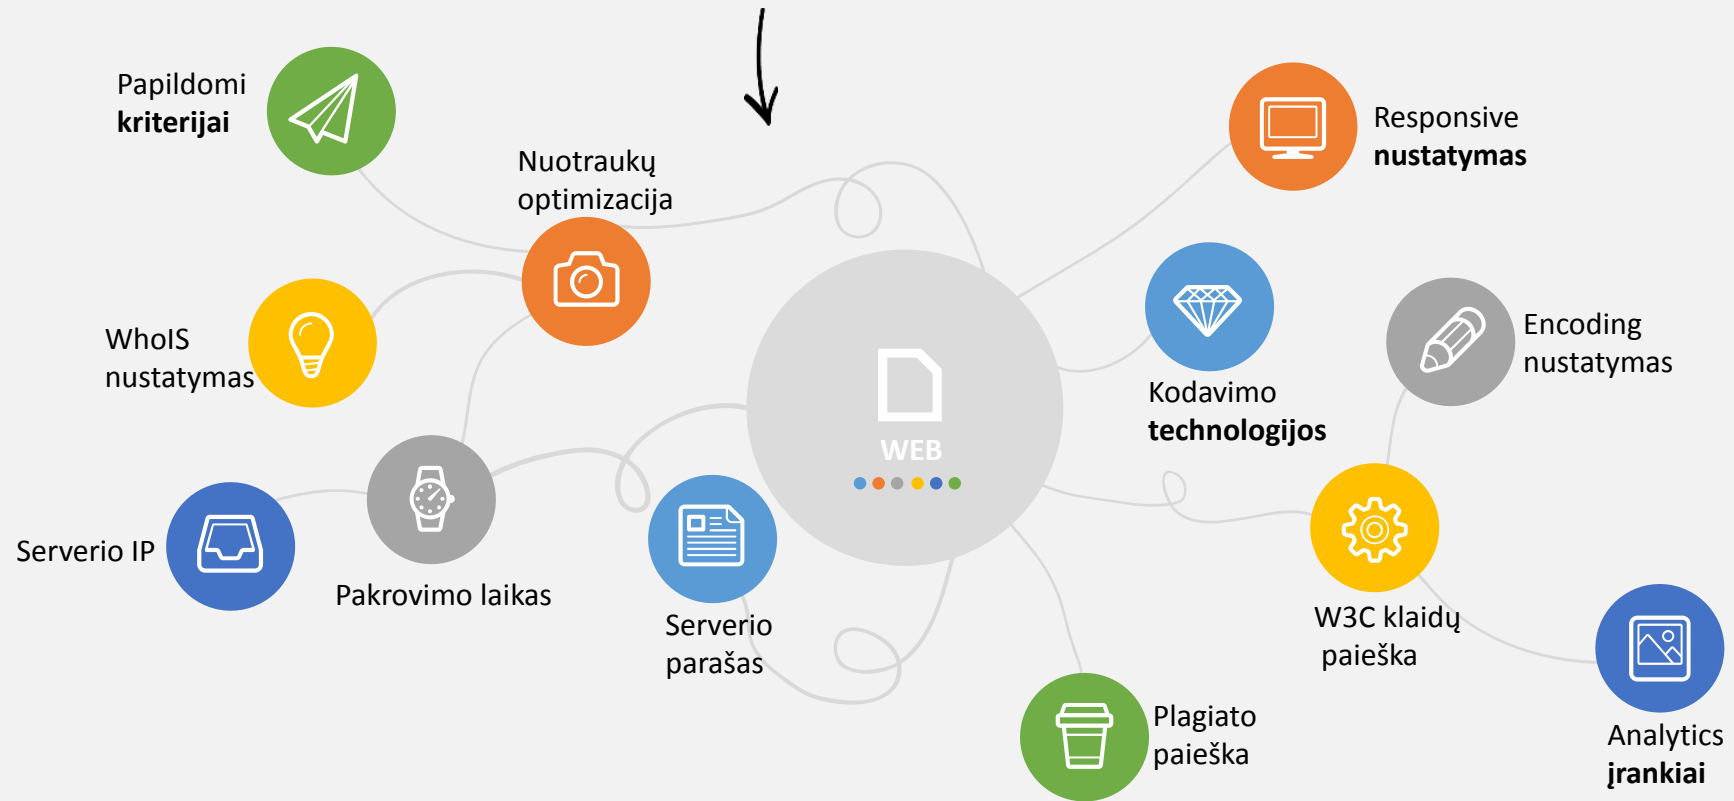 Papildomi
kriterijai
Nuotraukų
optimizacija
Responsive
nustatymas
WhoIS
nustatymas
WEB
Kodavimo
technologijos
Encoding
nustatymas
Serverio IP
Pakrovimo laikas
Serverio
parašas
W3C klaidų
paieška
Plagiato
paieška
Analytics
įrankiai